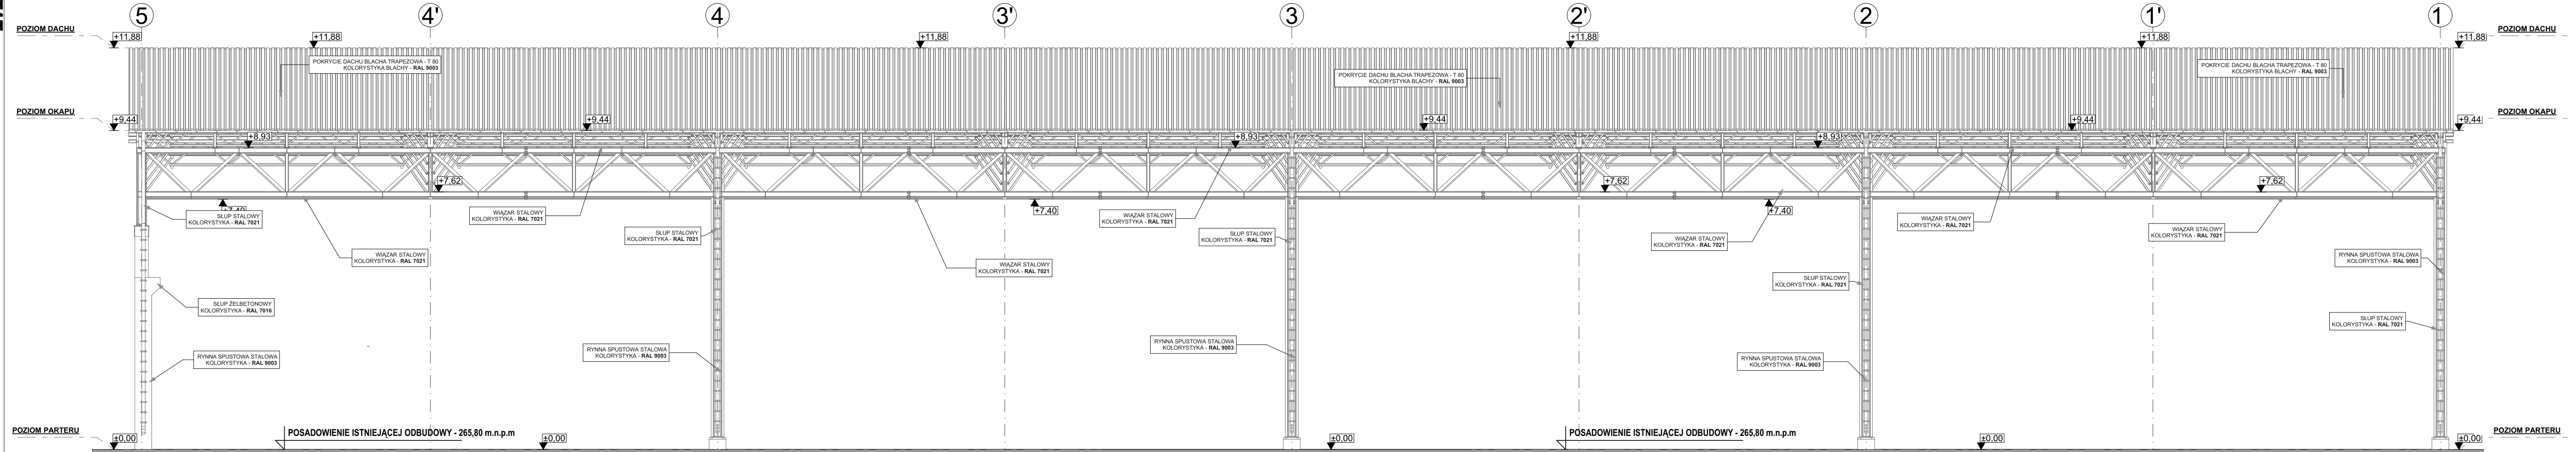 5
4'
4
3'
3
2'
2
1'
1
POZIOM DACHU
POZIOM DACHU
+11,88
+11,88
+11,88
+11,88
+11,88
+11,88
POKRYCIE DACHU BLACHA TRAPEZOWA - T 80
KOLORYSTYKA BLACHY - RAL 9003
POKRYCIE DACHU BLACHA TRAPEZOWA - T 80
KOLORYSTYKA BLACHY - RAL 9003
POKRYCIE DACHU BLACHA TRAPEZOWA - T 80
KOLORYSTYKA BLACHY - RAL 9003
POZIOM OKAPU
POZIOM OKAPU
+9,44
+9,44
+9,44
+9,44
+9,44
+8,93
+8,93
+8,93
+7,62
+7,62
+7,62
+7,40
+7,40
+7,40
SŁUP STALOWY
KOLORYSTYKA - RAL 7021
WIĄZAR STALOWY
KOLORYSTYKA - RAL 7021
WIĄZAR STALOWY
KOLORYSTYKA - RAL 7021
SŁUP STALOWY
KOLORYSTYKA - RAL 7021
WIĄZAR STALOWY
KOLORYSTYKA - RAL 7021
WIĄZAR STALOWY
KOLORYSTYKA - RAL 7021
SŁUP STALOWY
KOLORYSTYKA - RAL 7021
WIĄZAR STALOWY
KOLORYSTYKA - RAL 7021
SŁUP STALOWY
KOLORYSTYKA - RAL 7021
WIĄZAR STALOWY
KOLORYSTYKA - RAL 7021
WIĄZAR STALOWY
KOLORYSTYKA - RAL 7021
RYNNA SPUSTOWA STALOWA
KOLORYSTYKA - RAL 9003
SŁUP ŻELBETONOWY
KOLORYSTYKA - RAL 7016
SŁUP STALOWY
KOLORYSTYKA - RAL 7021
RYNNA SPUSTOWA STALOWA
KOLORYSTYKA - RAL 9003
RYNNA SPUSTOWA STALOWA
KOLORYSTYKA - RAL 9003
RYNNA SPUSTOWA STALOWA
KOLORYSTYKA - RAL 9003
RYNNA SPUSTOWA STALOWA
KOLORYSTYKA - RAL 9003
POZIOM PARTERU
POZIOM PARTERU
±0,00
POSADOWIENIE ISTNIEJĄCEJ ODBUDOWY - 265,80 m.n.p.m
±0,00
±0,00
POSADOWIENIE ISTNIEJĄCEJ ODBUDOWY - 265,80 m.n.p.m
±0,00
±0,00